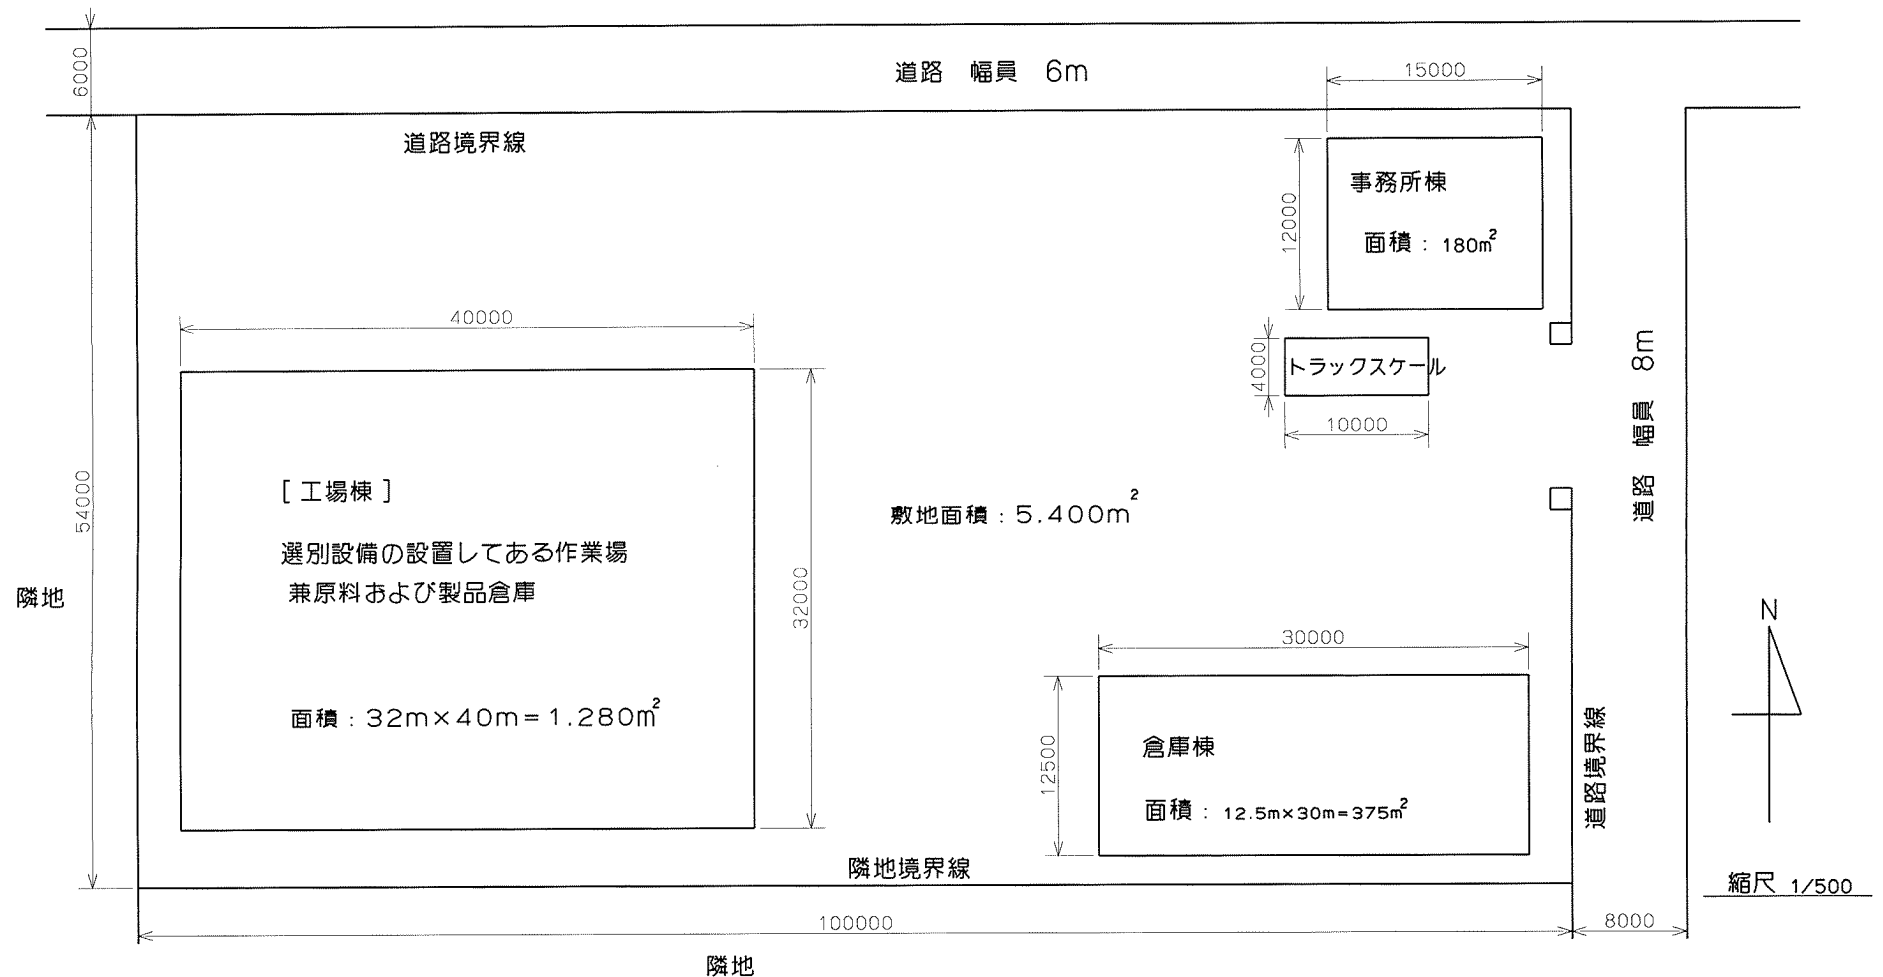 道路 幅員 6m
6000
15000
道路境界線
事務所棟
面積：180m²
12000
40000
トラックスケール
4000
10000
道路 幅員 8m
54000
[ 工場棟 ]
選別設備の設置してある作業場
兼原料および製品倉庫
敷地面積：5.400m²
32000
隣地
N
30000
面積：32m×40m=1.280m²
倉庫棟
12500
面積：12.5m×30m=375m²
道路境界線
隣地境界線
縮尺 1/500
100000
8000
隣地